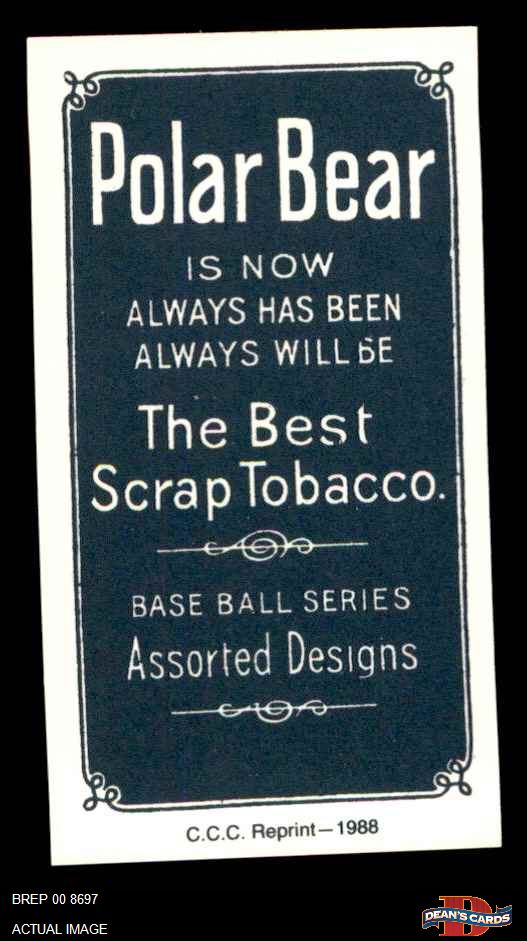 Polar Bear
IS NOW
ALWAYS HAS BEEN
ALWAYS WILL BE
The Best
Scrap Tobacco.
BASE BALL SERIES
Assorted Designs
C.C.C. Reprint—1988
BREP 00 8697
ACTUAL IMAGE
D
DEAN'S CARDS